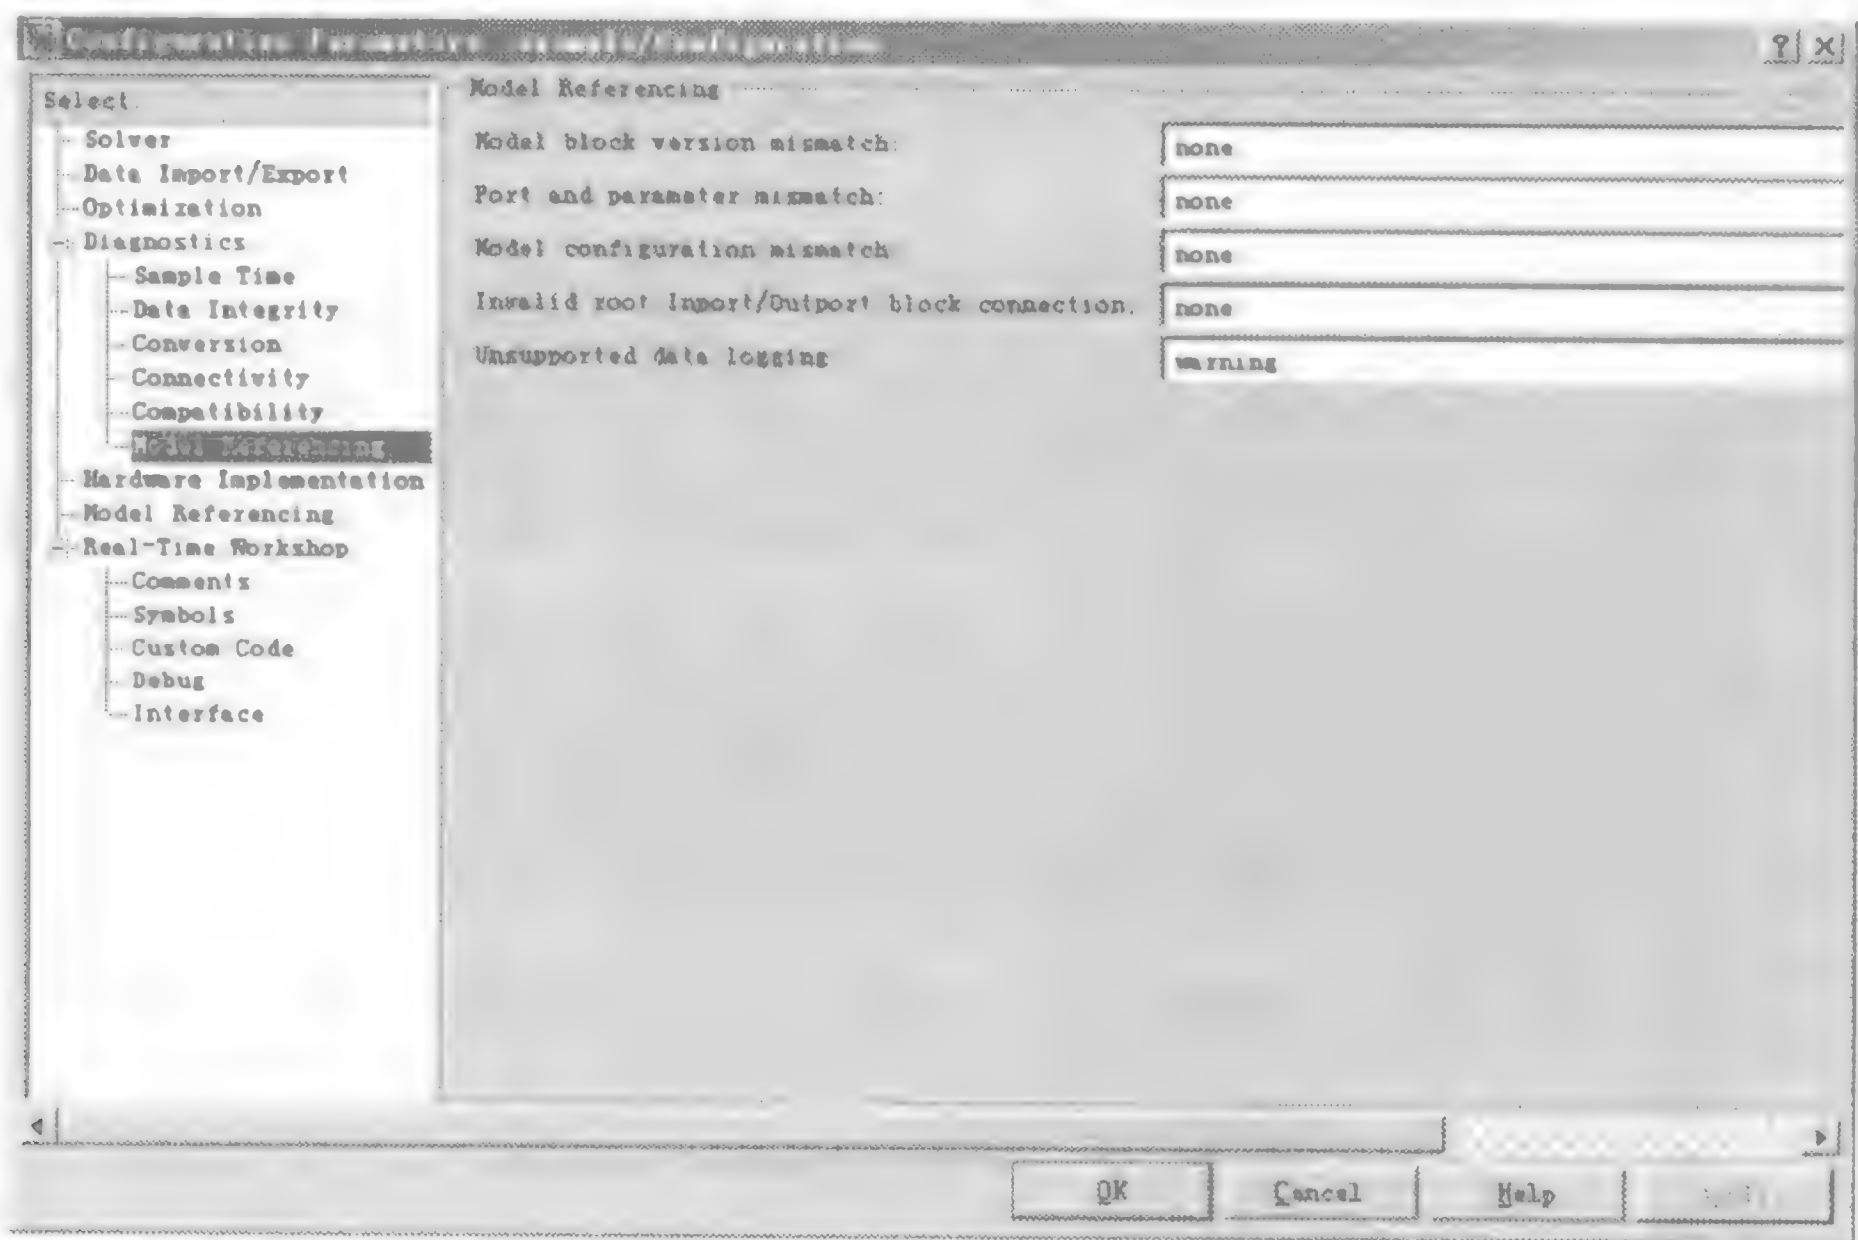 Select
Solver
Data Import/Export
Optimization
Diagnostics
Sample Time
Data Integrity
Conversion
Connectivity
Compatibility
Model Referencing
Hardware Implementation
Model Referencing
Real-Time Workshop
Comments
Symbols
Custom Code
Debug
Interface
Model Referencing
Model block version mismatch: none
Port and parameter mismatch: none
Model configuration mismatch none
Invalid root Inport/Outport block connection. none
Unsupported data logging warning
OK Cancel Help